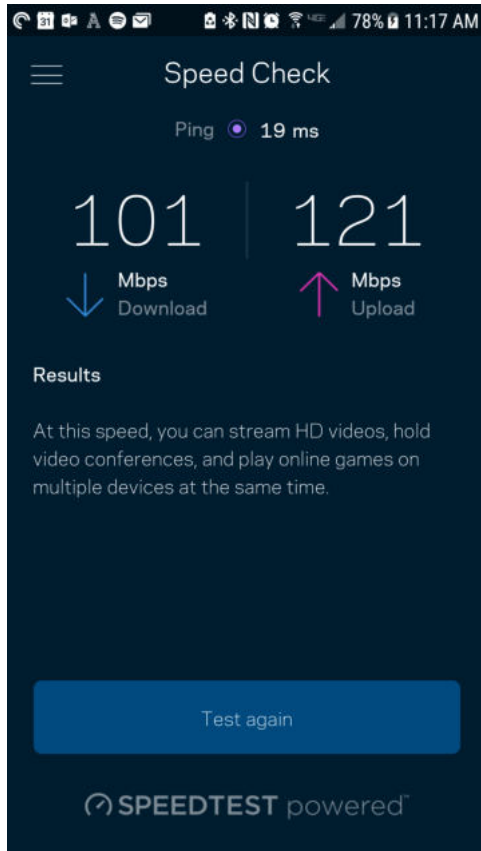 31 78% 11:17 AM
Speed Check
Ping 19 ms
101 121
Mbps Mbps
Download Upload
Results
At this speed, you can stream HD videos, hold
video conferences, and play online games on
multiple devices at the same time.
Test again
SPEEDTEST powered™